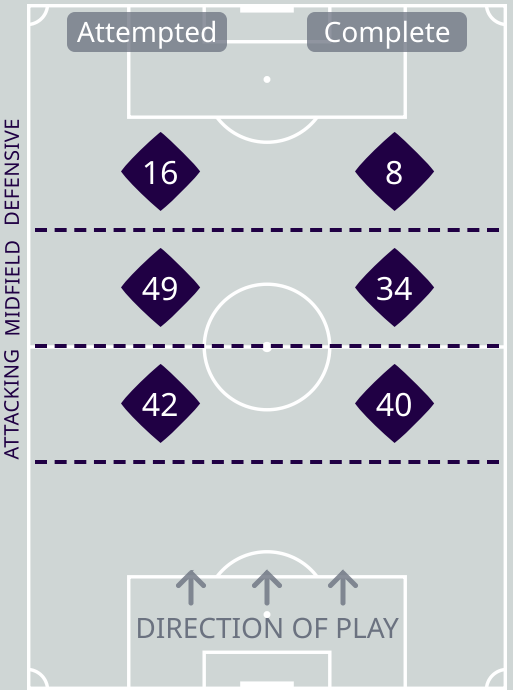 Attempted Complete
DEFENSIVE
16 8
MIDFIELD
49 34
ATTACKING
42 40
DIRECTION OF PLAY